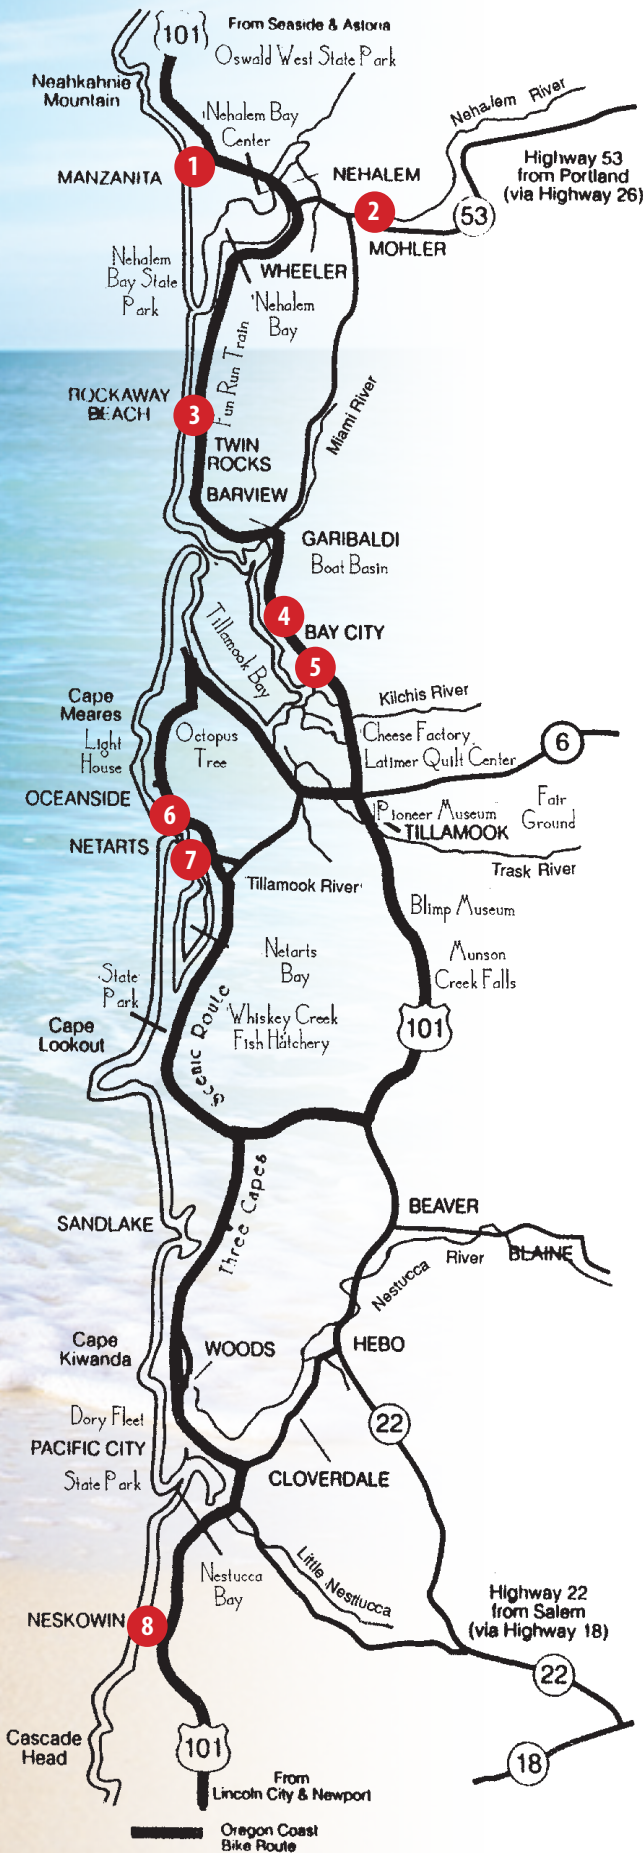 101
From Seaside & Astoria
Oswald West State Park
Neahkahnie
Mountain
Nehalem Bay
Center
Nehalem River
Highway 53
from Portland
(via Highway 26)
1
MANZANITA
NEHALEM
2
53
MOHLER
WHEELER
Nehalem
Bay State
Park
Nehalem
Bay
Fun Run Train
ROCKAWAY
BEACH
3
Miami River
TWIN
ROCKS
BARVIEW
GARIBALDI
Boat Basin
4
BAY CITY
Tillamook Bay
5
Kilchis River
Cape
Meares
Light
House
Octopus
Tree
Cheese Factory
Latimer Quilt Center
6
OCEANSIDE
6
Pioneer Museum
Fair
Ground
TILLAMOOK
NETARTS
7
Trask River
Tillamook River
Blimp Museum
Netarts
Bay
Munson
Creek Falls
State
Park
Cape
Lookout
Whiskey Creek
Fish Hatchery
101
Scenic Route
Three Capes
BEAVER
SANDLAKE
Nestucca
River
BLAINE
Cape
Kiwanda
WOODS
HEBO
Dory Fleet
22
PACIFIC CITY
State Park
CLOVERDALE
Nestucca
Bay
Little Nestucca
Highway 22
from Salem
(via Highway 18)
NESKOWIN
8
22
Cascade
Head
101
18
From
Lincoln City & Newport
Oregon Coast
Bike Route